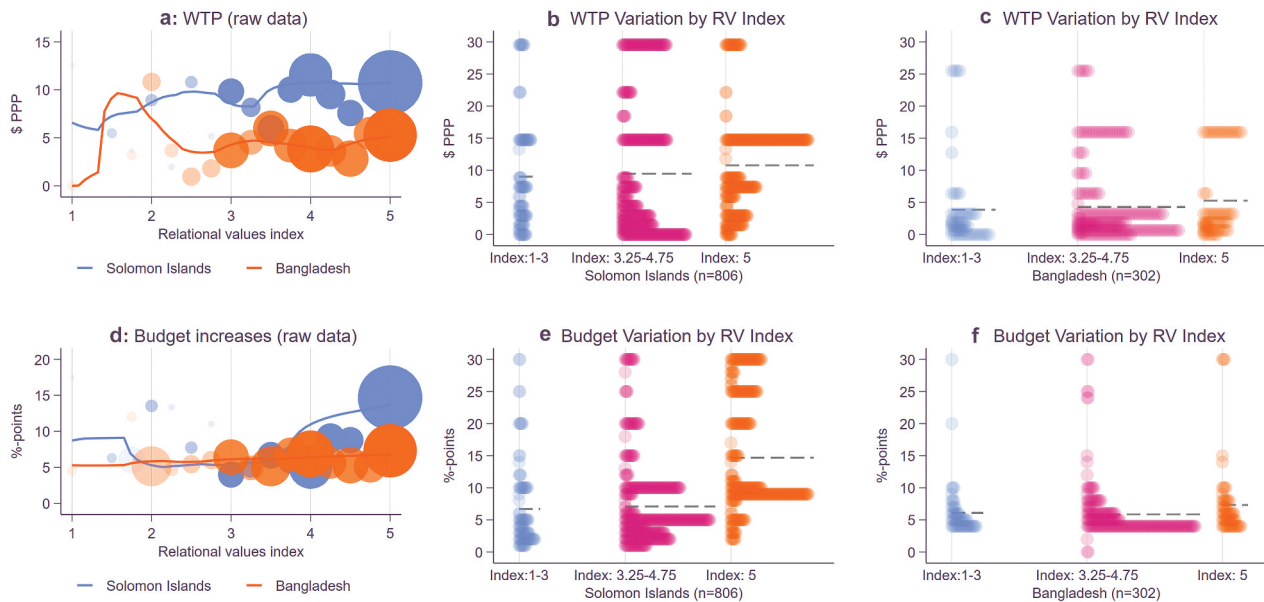 a: WTP (raw data)
15
10
5
0
$ PPP
1
2
3
4
5
Relational values index
Solomon Islands
Bangladesh
b WTP Variation by RV Index
30
25
20
15
10
5
0
$ PPP
Index:1-3
Index: 3.25-4.75
Index: 5
Solomon Islands (n=806)
c WTP Variation by RV Index
30
25
20
15
10
5
0
$ PPP
Index:1-3
Index: 3.25-4.75
Index: 5
Bangladesh (n=302)
d: Budget increases (raw data)
20
15
10
5
0
%-points
1
2
3
4
5
Relational values index
Solomon Islands
Bangladesh
e Budget Variation by RV Index
30
25
20
15
10
5
0
%-points
Index:1-3
Index: 3.25-4.75
Index: 5
Solomon Islands (n=806)
f Budget Variation by RV Index
30
25
20
15
10
5
0
%-points
Index:1-3
Index: 3.25-4.75
Index: 5
Bangladesh (n=302)